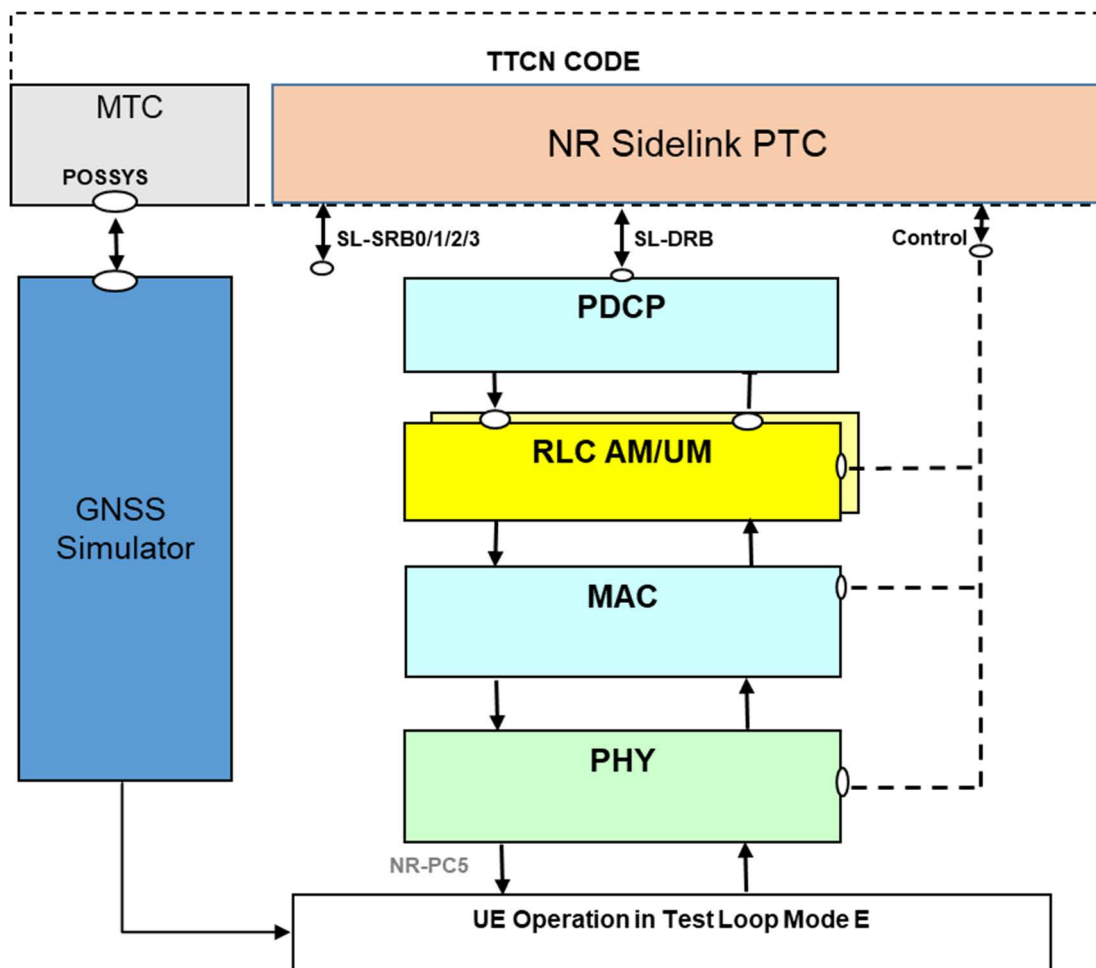 TTCN CODE
MTC
POSSYS
NR Sidelink PTC
SL-SRB0/1/2/3
SL-DRB
Control
PDCP
RLC AM/UM
GNSS
Simulator
MAC
PHY
NR-PC5
UE Operation in Test Loop Mode E